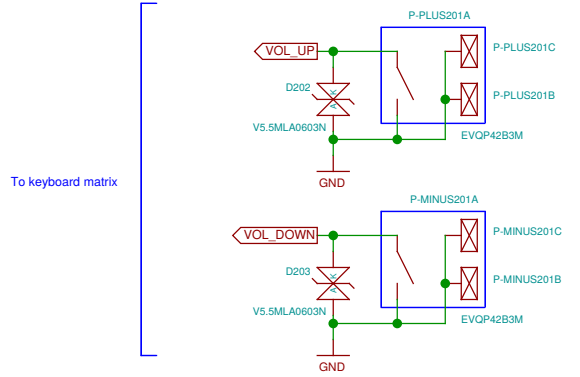 P-PLUS201A
VOL_UP
P-PLUS201C
D202
A K
P-PLUS201B
V5.5MLA0603N
EVQP42B3M
GND
To keyboard matrix
P-MINUS201A
VOL_DOWN
P-MINUS201C
D203
A K
P-MINUS201B
V5.5MLA0603N
EVQP42B3M
GND